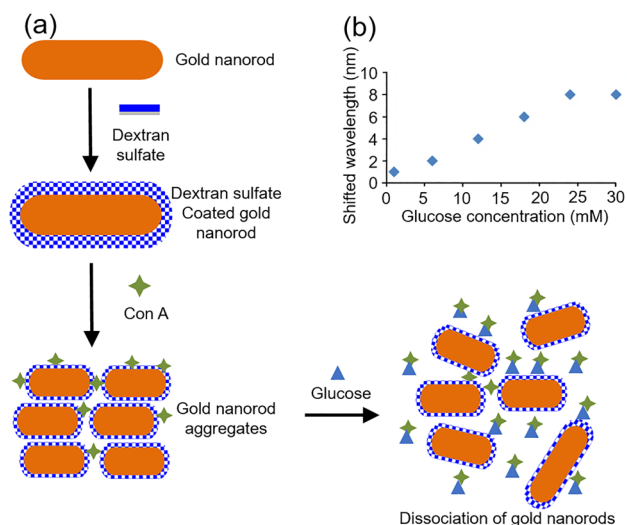 (a)
Gold nanorod
Dextran
sulfate
Dextran sulfate
Coated gold
nanorod
Con A
Gold nanorod
aggregates
Glucose
Dissociation of gold nanorods
(b)
Shifted wavelength (nm)
10
8
6
4
2
0
0 5 10 15 20 25 30
Glucose concentration (mM)